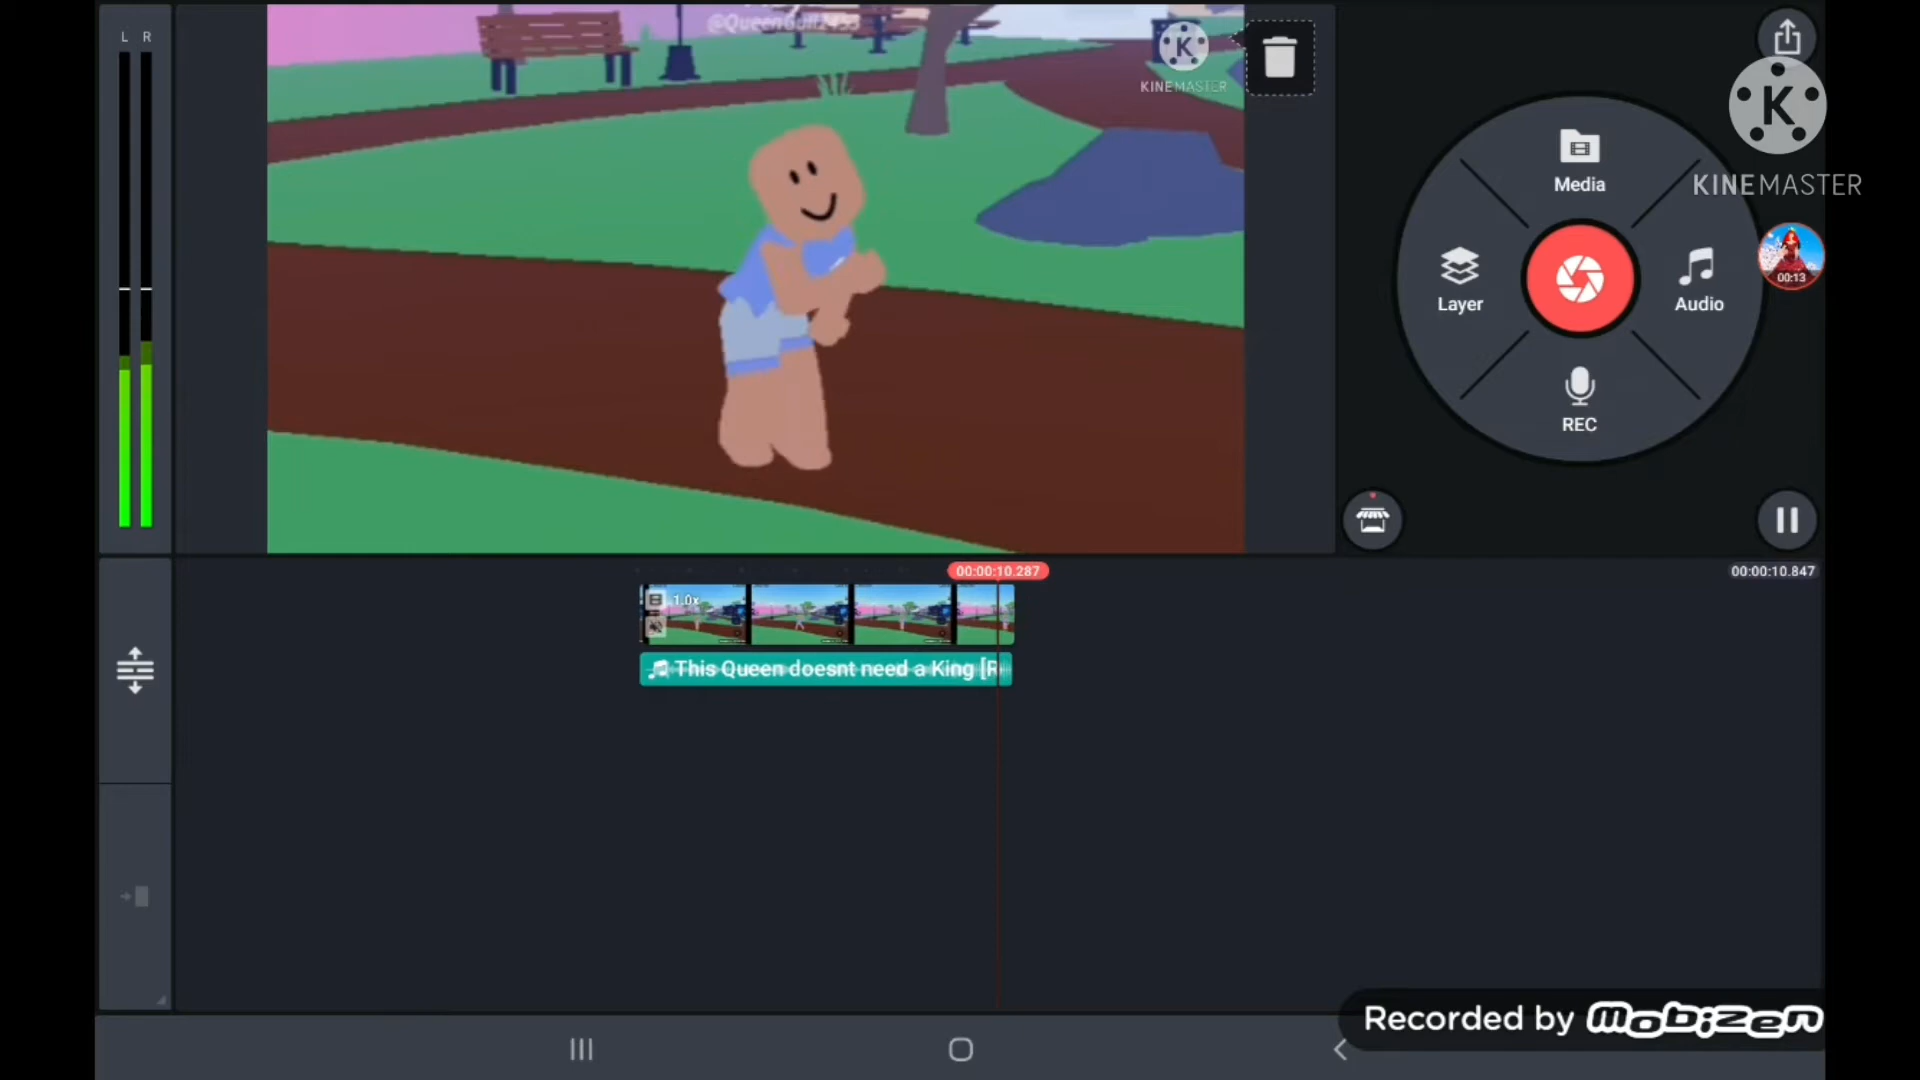 L R
KINEMASTER
Media
KINEMASTER
Layer
Audio
00:13
REC
00:00:10.287
00:00:10.847
1.0x
This Queen doesnt need a King [R
Recorded by mobizen